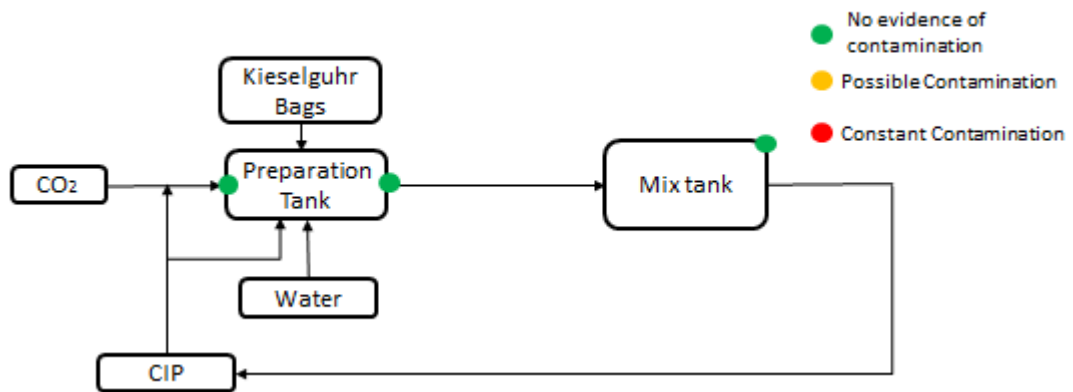 No evidence of
contamination
Possible Contamination
Constant Contamination
Kieselguhr
Bags
CO₂
Preparation
Tank
Mix tank
Water
CIP